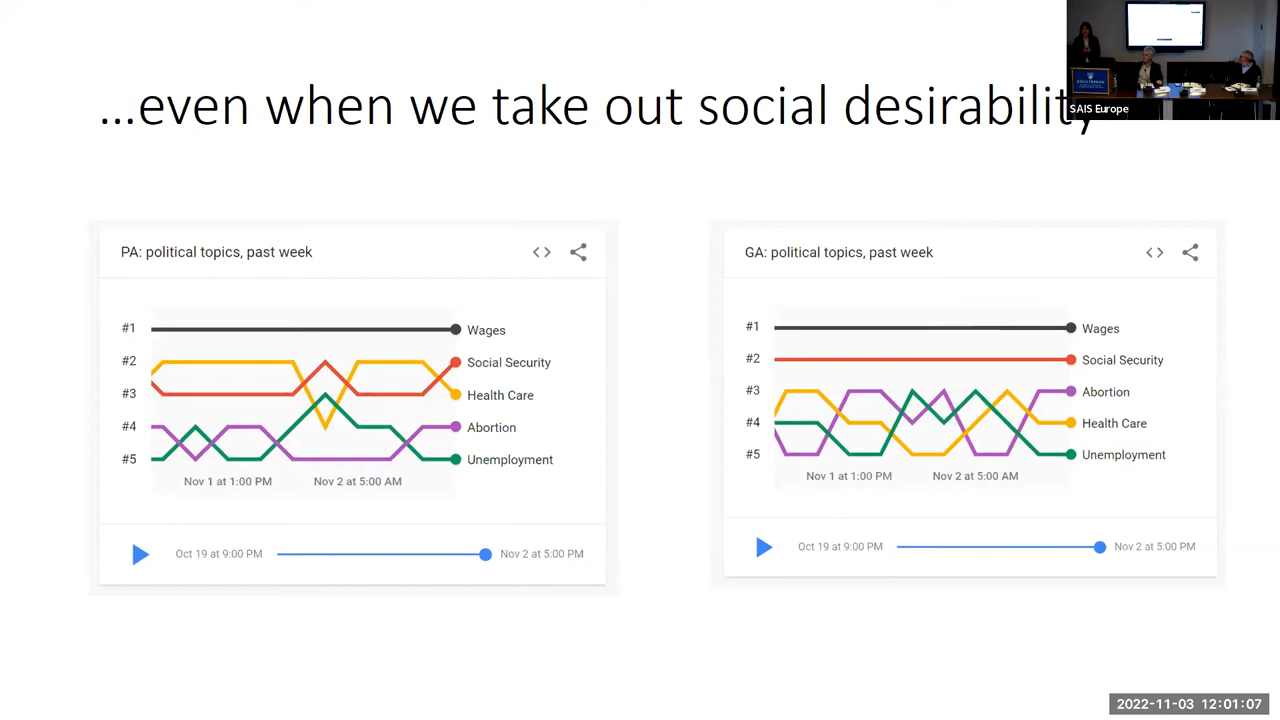 …even when we take out social desirability
SAIS Europe
PA: political topics, past week
#1
#2
#3
#4
#5
Wages
Social Security
Health Care
Abortion
Unemployment
Nov 1 at 1:00 PM
Nov 2 at 5:00 AM
Oct 19 at 9:00 PM
Nov 2 at 5:00 PM
GA: political topics, past week
#1
#2
#3
#4
#5
Wages
Social Security
Abortion
Health Care
Unemployment
Nov 1 at 1:00 PM
Nov 2 at 5:00 AM
Oct 19 at 9:00 PM
Nov 2 at 5:00 PM
2022-11-03 12:01:07